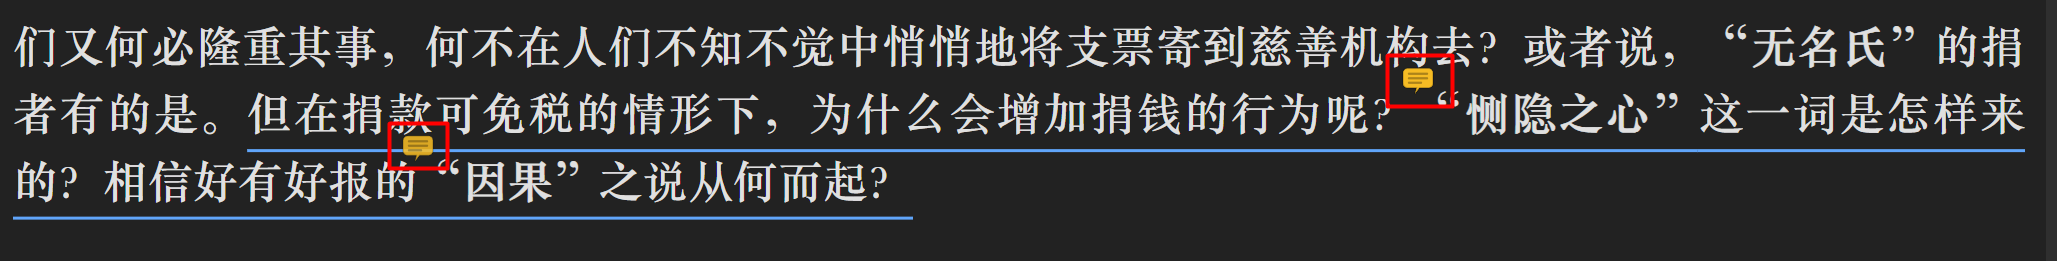 们又何必隆重其事，何不在人们不知不觉中悄悄地将支票寄到慈善机构去？或者说，“无名氏”的捐
者有的是。但在捐款可免税的情形下，为什么会增加捐钱的行为呢？“恻隐之心”这一词是怎样来
的？相信好有好报的“因果”之说从何而起？